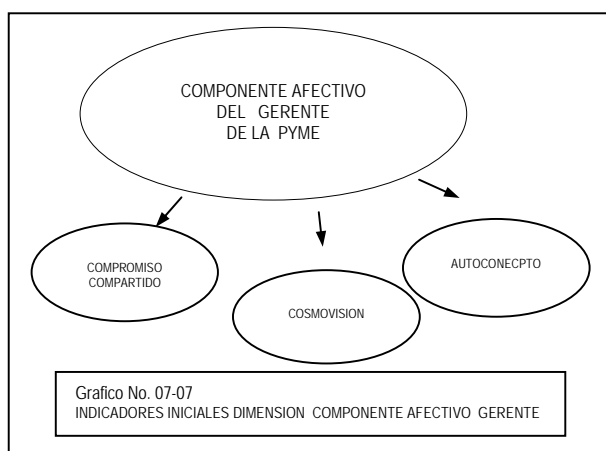 COMPONENTE AFECTIVO
DEL GERENTE
DE LA PYME
COMPROMISO
COMPARTIDO
COSMOVISION
AUTOCONECPTO
Grafico No. 07-07
INDICADORES INICIALES DIMENSION COMPONENTE AFECTIVO GERENTE